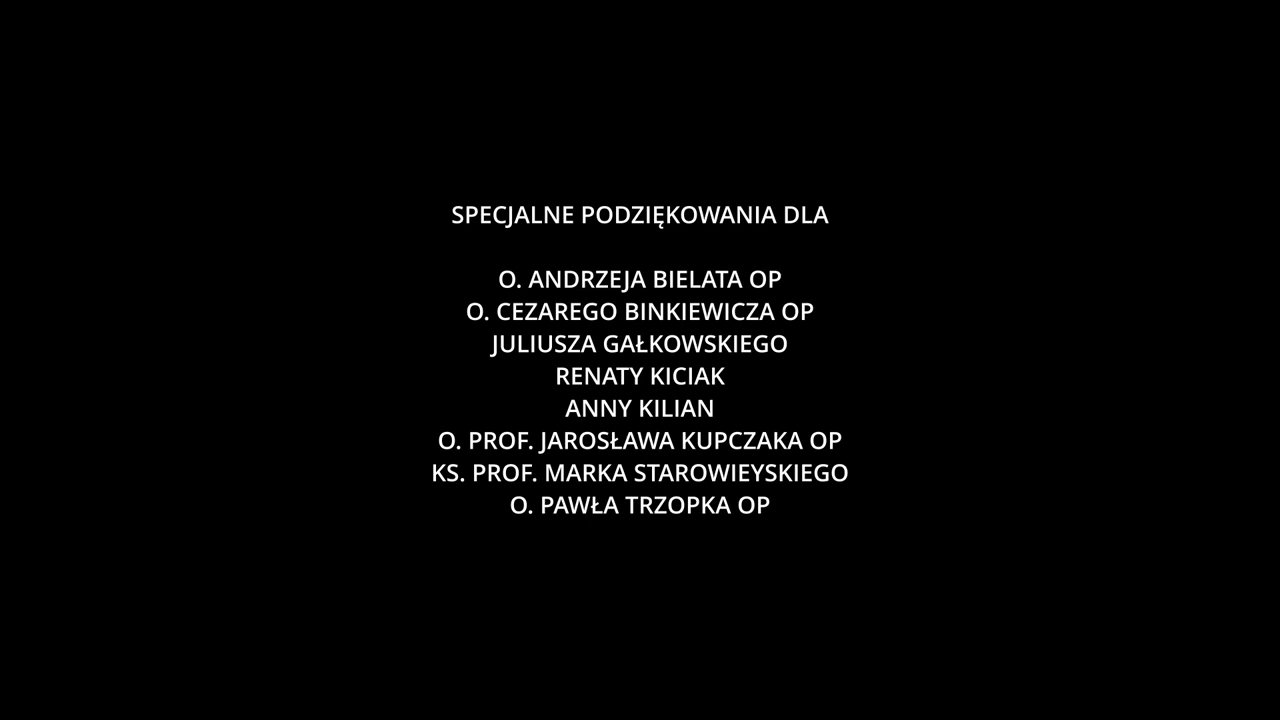 SPECJALNE PODZIĘKOWANIA DLA
O. ANDRZEJA BIELATA OP
O. CEZAREGO BINKIEWICZA OP
JULIUSZA GAŁKOWSKIEGO
RENATY KICIAK
ANNY KILIAN
O. PROF. JAROSŁAWA KUPCZAKA OP
KS. PROF. MARKA STAROWIEYSKIEGO
O. PAWŁA TRZOPKA OP